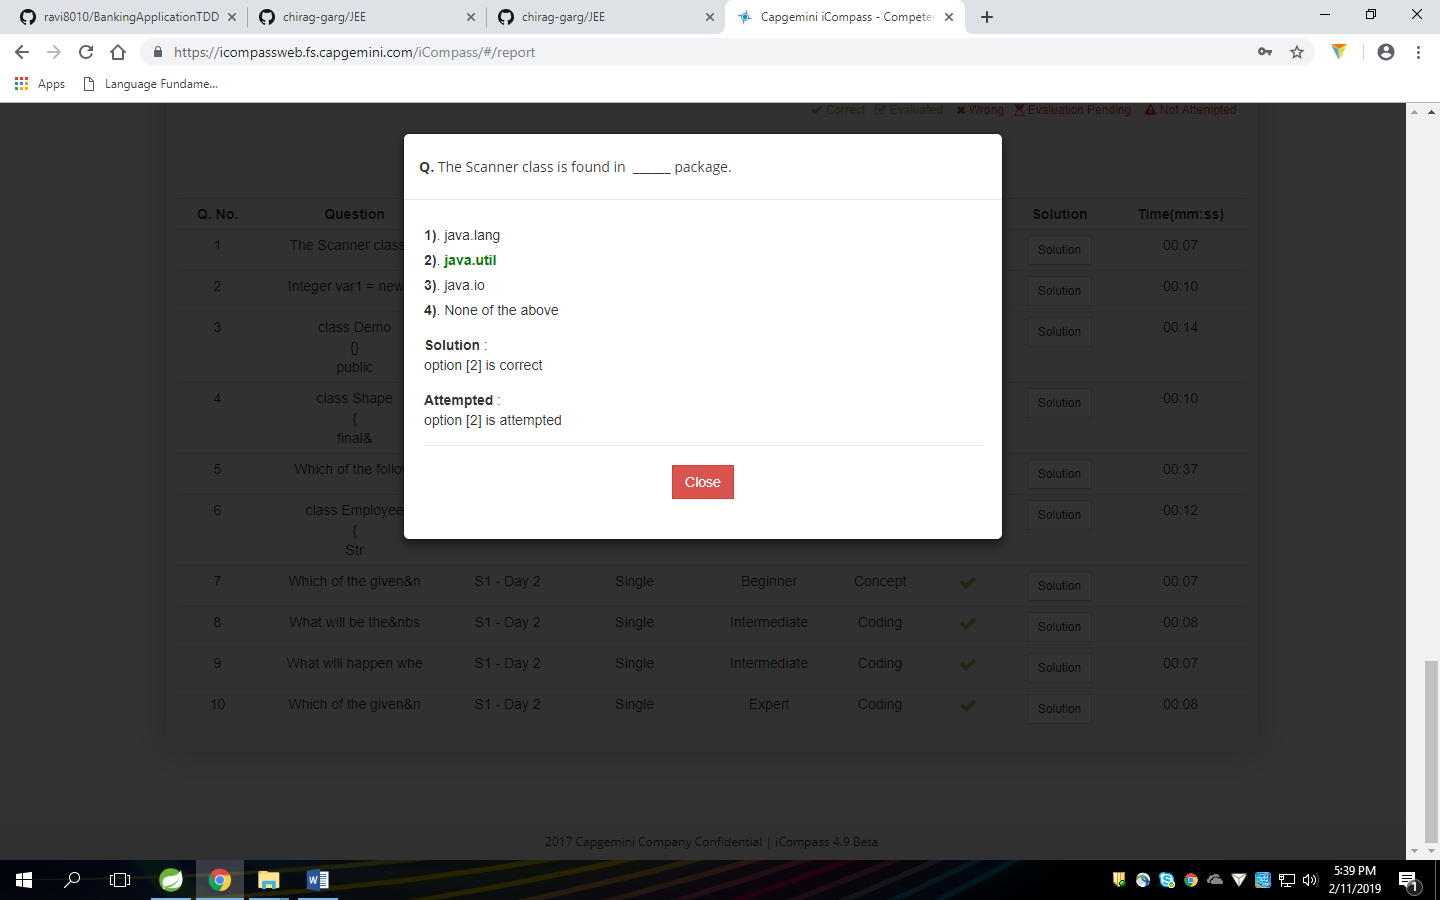 ravi8010/BankingApplicationTDD
chirag-garg/JEE
chirag-garg/JEE
Capgemini iCompass - Compete
https://icompassweb.fs.capgemini.com/iCompass/#/report
Apps
Language Fundame...
Correct
Evaluated
Wrong
Evaluation Pending
Not Attempted
Q. The Scanner class is found in ______ package.
1). java.lang
2). java.util
3). java.io
4). None of the above
Solution :
option [2] is correct
Attempted :
option [2] is attempted
Close
Q. No. Question Solution Time(mm:ss)
1 The Scanner class Solution 00:07
2 Integer var1 = new Solution 00:10
3 class Demo Solution 00:14
{}
public
4 class Shape Solution 00:10
{
final&
5 Which of the follo Solution 00:37
6 class Employee Solution 00:12
{
Str
7 Which of the given&n S1 - Day 2 Single Beginner Concept Solution 00:07
8 What will be the&nbs S1 - Day 2 Single Intermediate Coding Solution 00:08
9 What will happen whe S1 - Day 2 Single Intermediate Coding Solution 00:07
10 Which of the given&n S1 - Day 2 Single Expert Coding Solution 00:08
2017 Capgemini Company Confidential | iCompass 4.9 Beta
5:39 PM
2/11/2019
1